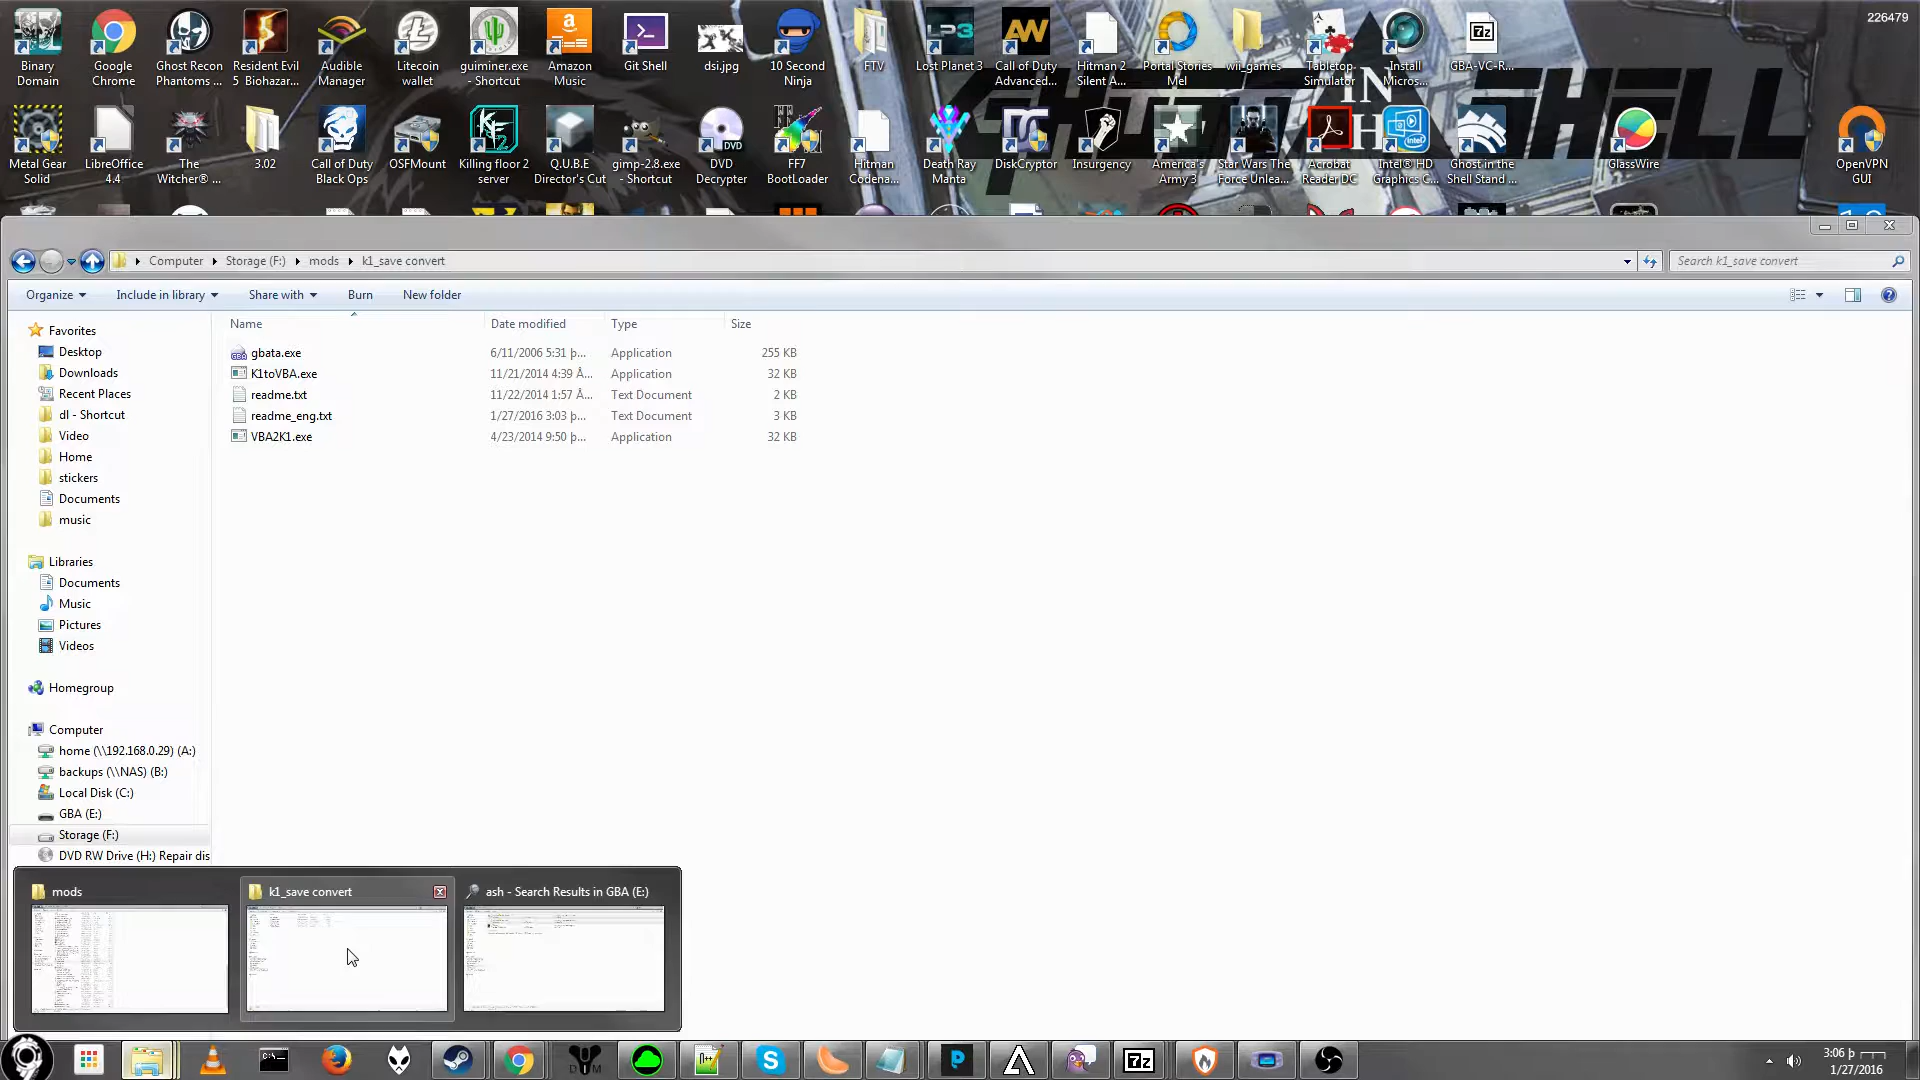 226479
Binary Domain
Google Chrome
Ghost Recon Phantoms ...
Resident Evil 5 Biohazar...
Audible Manager
Litecoin wallet
guiminer.exe - Shortcut
Amazon Music
Git Shell
dsi.jpg
10 Second Ninja
FTV
Lost Planet 3
Call of Duty Advanced...
Hitman 2 Silent A...
Portal Stories Mel
wii_games
Tabletop Simulator
Install Micros...
GBA-VC-R...
IN
SHELL
Metal Gear Solid
LibreOffice 4.4
The Witcher® ...
3.02
Call of Duty Black Ops
OSFMount
Killing floor 2 server
Q.U.B.E Director's Cut
gimp-2.8.exe - Shortcut
DVD Decrypter
FF7 BootLoader
Hitman Codena...
Death Ray Manta
DiskCryptor
Insurgency
America's Army 3
Star Wars The Force Unlea...
Acrobat Reader DC
Intel® HD Graphics C...
Ghost in the Shell Stand ...
GlassWire
OpenVPN GUI
Computer
Storage (F:)
mods
k1_save convert
Search k1_save convert
Organize
Include in library
Share with
Burn
New folder
Name
Date modified
Type
Size
gbata.exe 6/11/2006 5:31 þ... Application 255 KB
K1toVBA.exe 11/21/2014 4:39 Å... Application 32 KB
readme.txt 11/22/2014 1:57 Å... Text Document 2 KB
readme_eng.txt 1/27/2016 3:03 þ... Text Document 3 KB
VBA2K1.exe 4/23/2014 9:50 þ... Application 32 KB
Favorites
Desktop
Downloads
Recent Places
dl - Shortcut
Video
Home
stickers
Documents
music
Libraries
Documents
Music
Pictures
Videos
Homegroup
Computer
home (\\192.168.0.29) (A:)
backups (\\NAS) (B:)
Local Disk (C:)
GBA (E:)
Storage (F:)
DVD RW Drive (H:) Repair dis
mods
k1_save convert
ash - Search Results in GBA (E:)
3:06 þ
1/27/2016